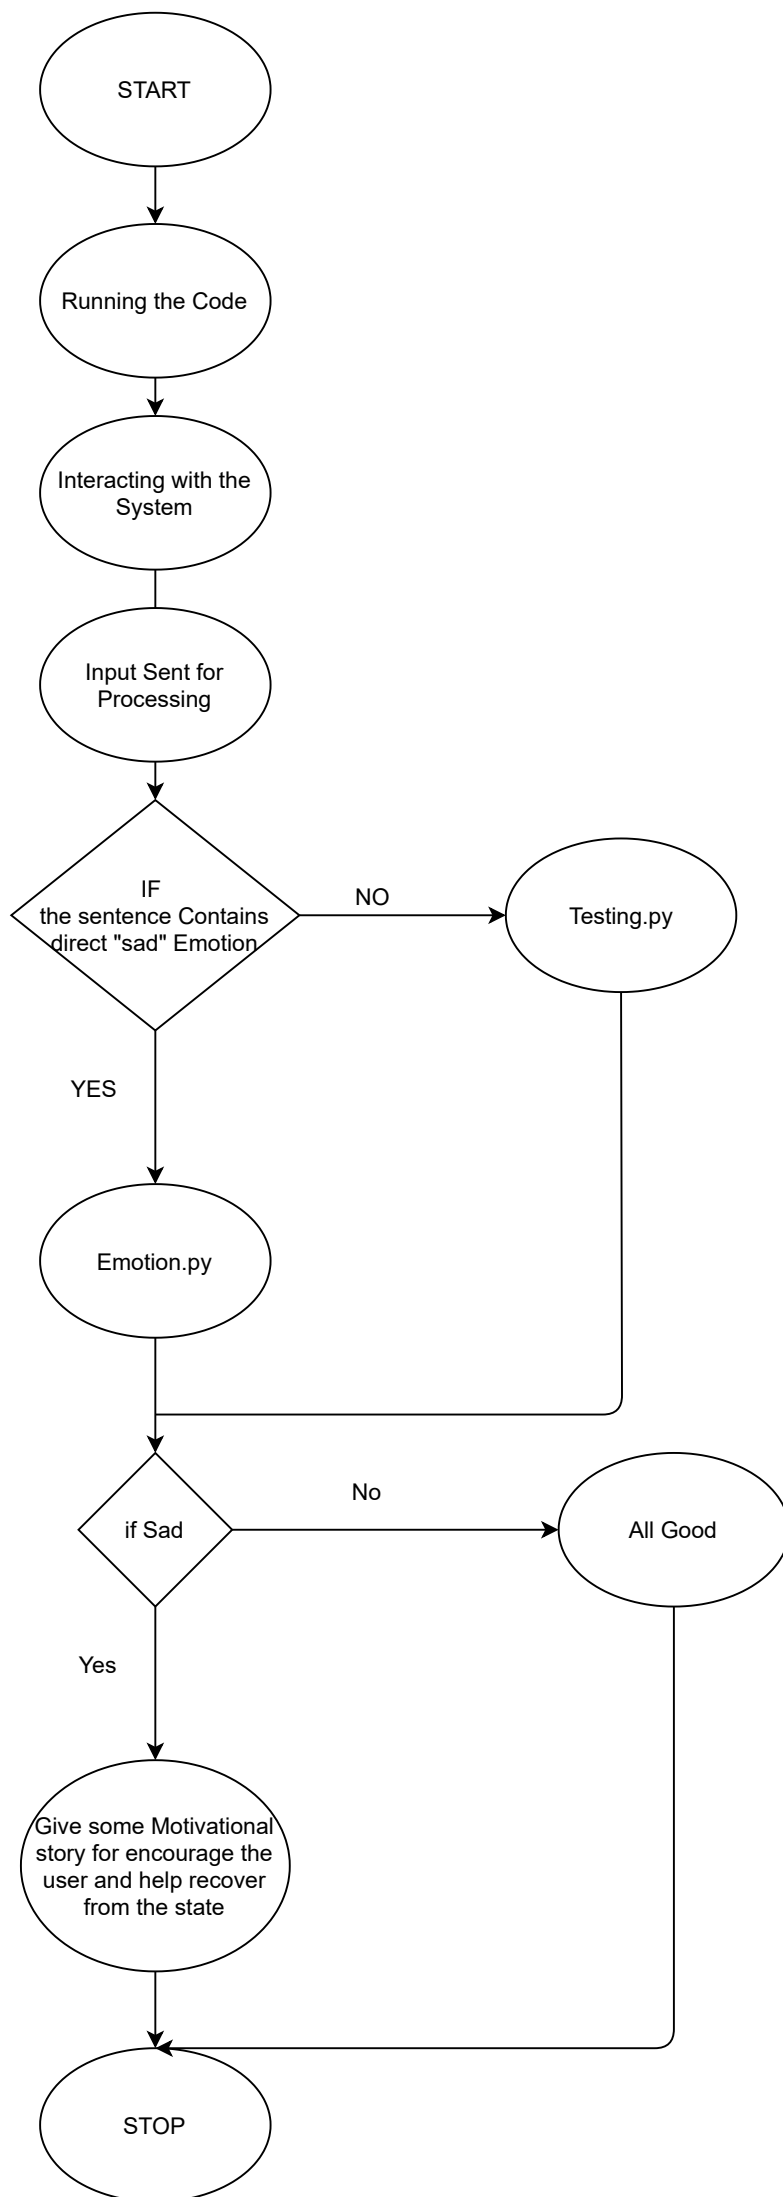 START
Running the Code
Interacting with the
System
Input Sent for
Processing
IF
the sentence Contains
direct "sad" Emotion
NO
Testing.py
YES
Emotion.py
No
if Sad
All Good
Yes
Give some Motivational
story for encourage the
user and help recover
from the state
STOP